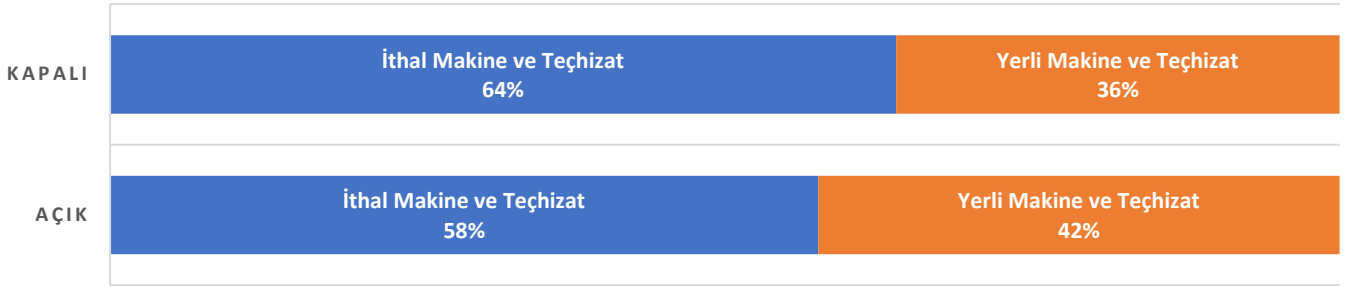 KAPALI
İthal Makine ve Teçhizat
64%
Yerli Makine ve Teçhizat
36%
AÇIK
İthal Makine ve Teçhizat
58%
Yerli Makine ve Teçhizat
42%